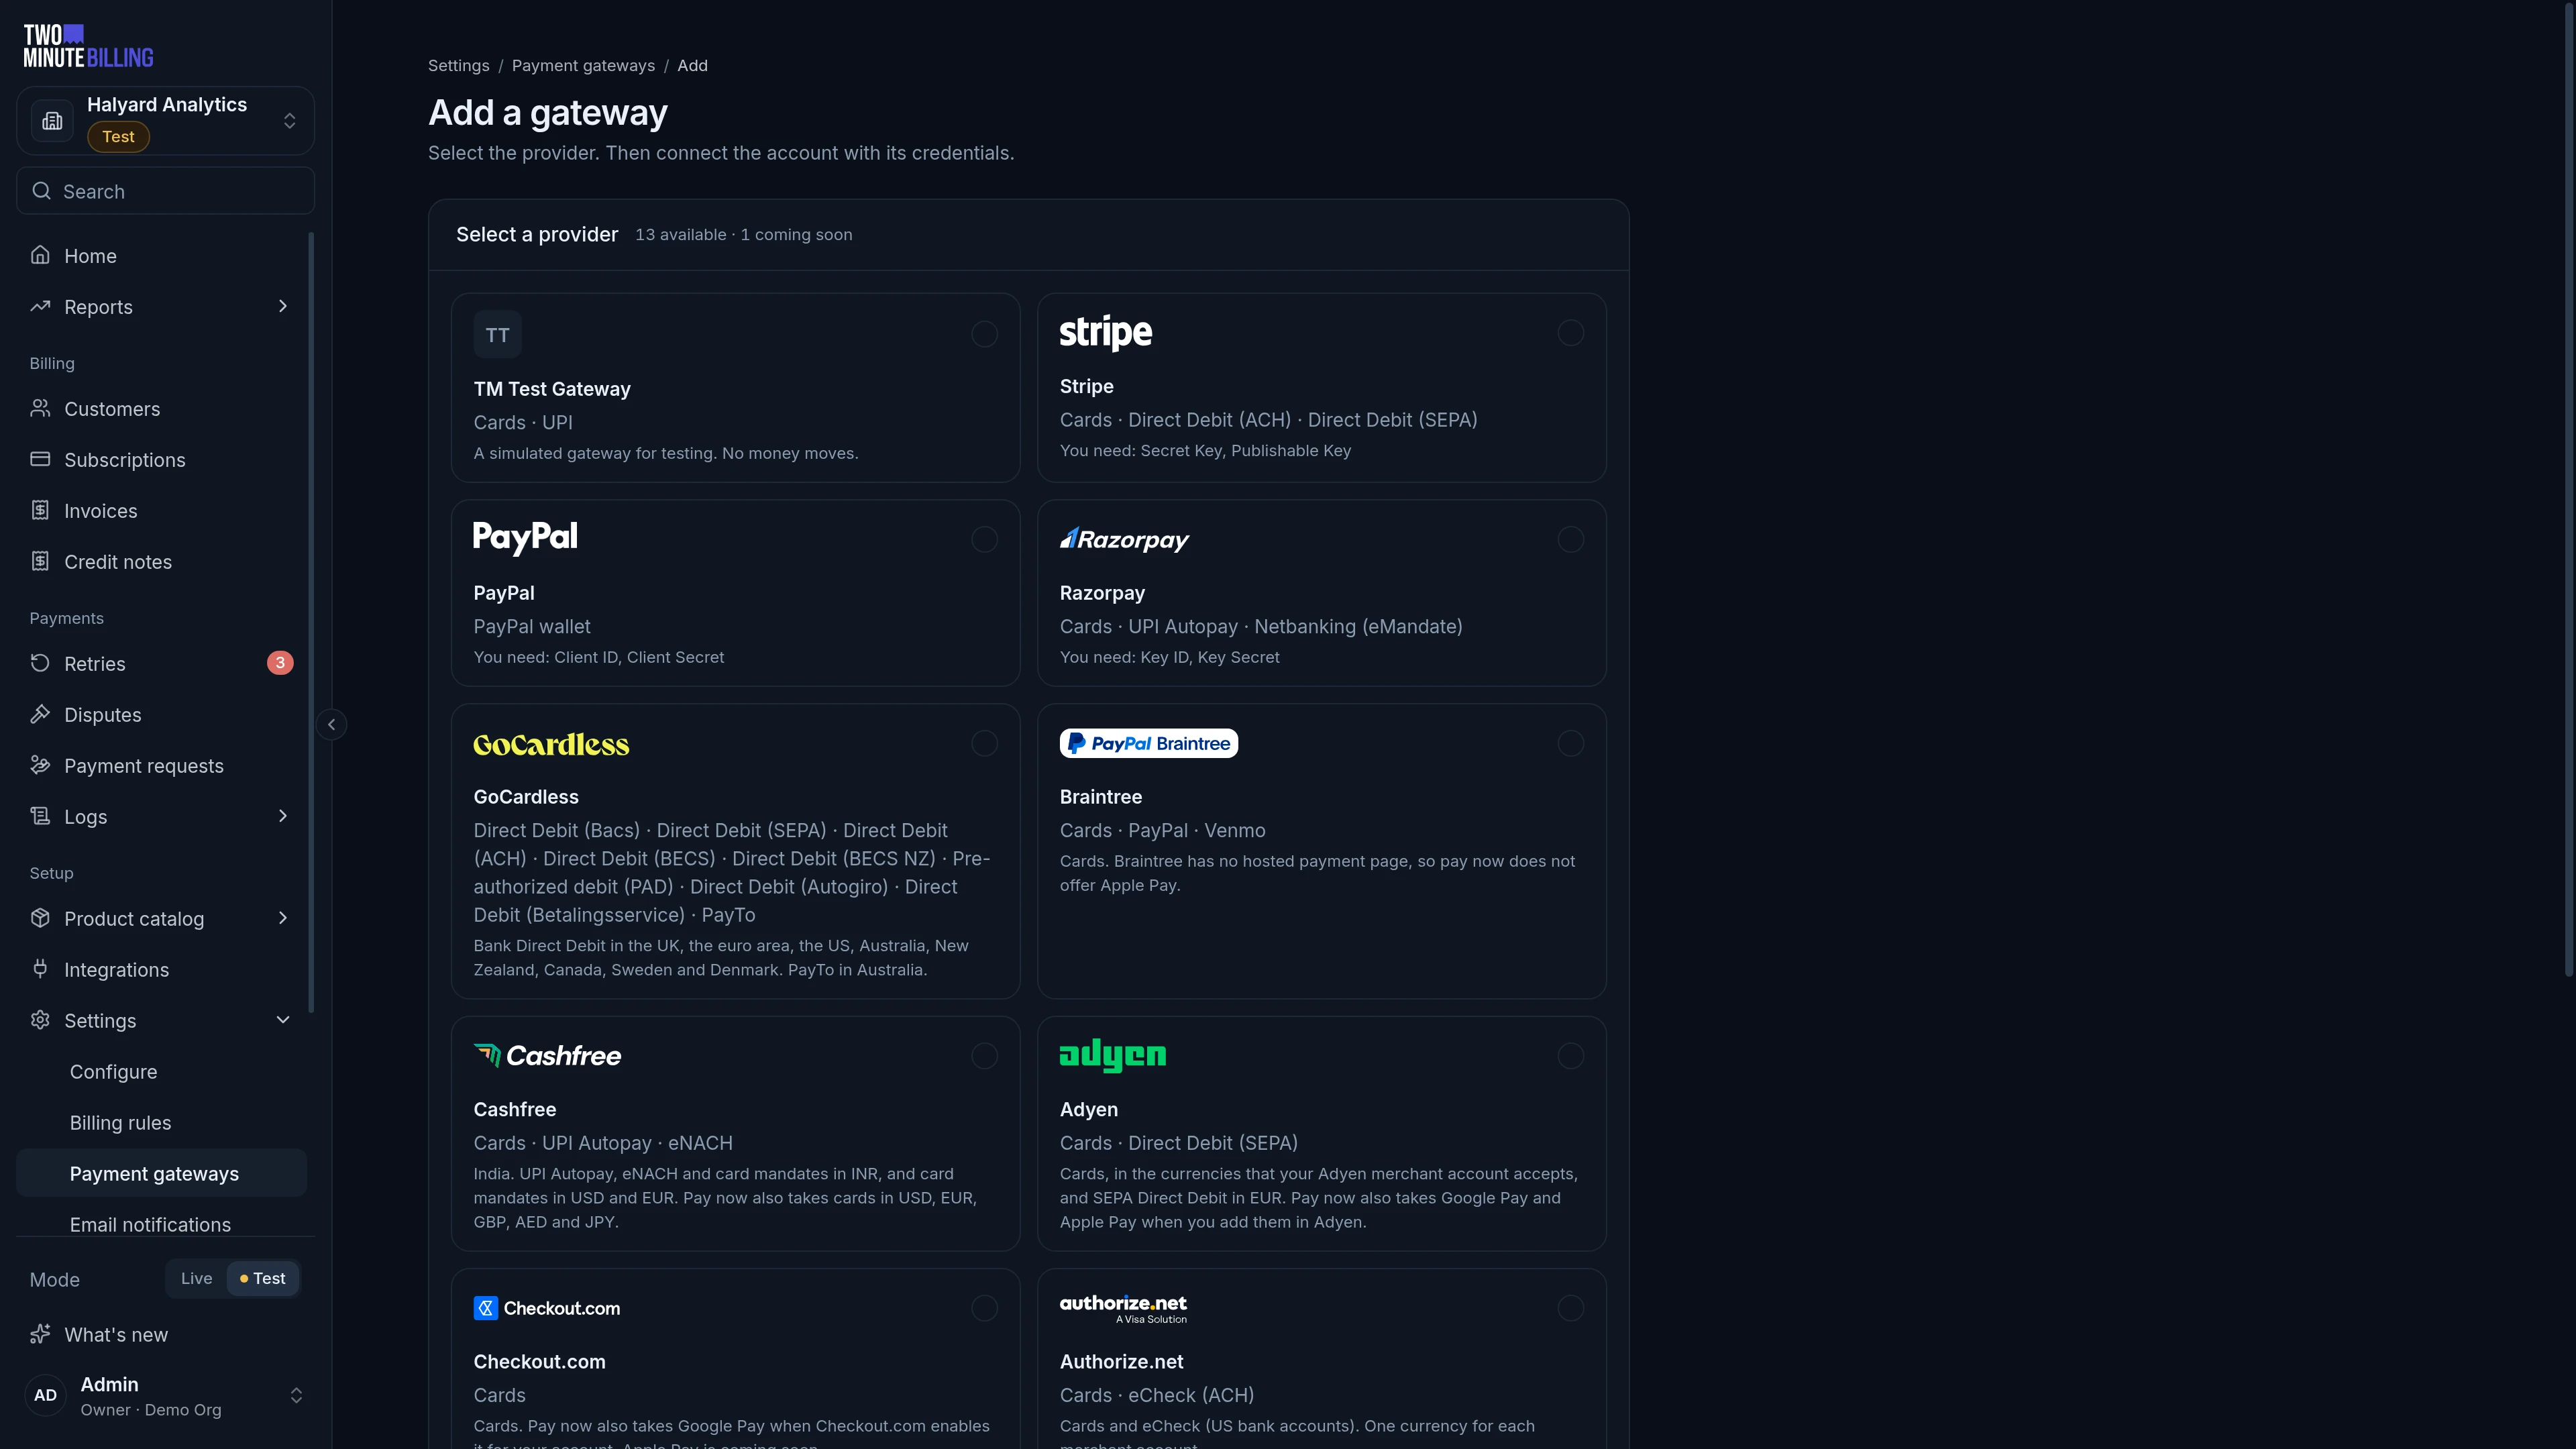 TWO
MINUTE BILLING
Halyard Analytics
Test
Search
Home
Reports
Billing
Customers
Subscriptions
Invoices
Credit notes
Payments
Retries
3
Disputes
Payment requests
Logs
Setup
Product catalog
Integrations
Settings
Configure
Billing rules
Payment gateways
Email notifications
Mode
Live
Test
What's new
AD
Admin
Owner · Demo Org
Settings / Payment gateways / Add
Add a gateway
Select the provider. Then connect the account with its credentials.
Select a provider 13 available · 1 coming soon
TT
TM Test Gateway
Cards · UPI
A simulated gateway for testing. No money moves.
stripe
Stripe
Cards · Direct Debit (ACH) · Direct Debit (SEPA)
You need: Secret Key, Publishable Key
PayPal
PayPal
PayPal wallet
You need: Client ID, Client Secret
Razorpay
Razorpay
Cards · UPI Autopay · Netbanking (eMandate)
You need: Key ID, Key Secret
GoCardless
GoCardless
Direct Debit (Bacs) · Direct Debit (SEPA) · Direct Debit
(ACH) · Direct Debit (BECS) · Direct Debit (BECS NZ) · Pre-
authorized debit (PAD) · Direct Debit (Autogiro) · Direct
Debit (Betalingsservice) · PayTo
Bank Direct Debit in the UK, the euro area, the US, Australia, New
Zealand, Canada, Sweden and Denmark. PayTo in Australia.
PayPal Braintree
Braintree
Cards · PayPal · Venmo
Cards. Braintree has no hosted payment page, so pay now does not
offer Apple Pay.
Cashfree
Cashfree
Cards · UPI Autopay · eNACH
India. UPI Autopay, eNACH and card mandates in INR, and card
mandates in USD and EUR. Pay now also takes cards in USD, EUR,
GBP, AED and JPY.
adyen
Adyen
Cards · Direct Debit (SEPA)
Cards, in the currencies that your Adyen merchant account accepts,
and SEPA Direct Debit in EUR. Pay now also takes Google Pay and
Apple Pay when you add them in Adyen.
Checkout.com
Checkout.com
Cards
Cards. Pay now also takes Google Pay when Checkout.com enables
it for your account. Apple Pay is coming soon.
authorize.net
A Visa Solution
Authorize.net
Cards · eCheck (ACH)
Cards and eCheck (US bank accounts). One currency for each
merchant account.